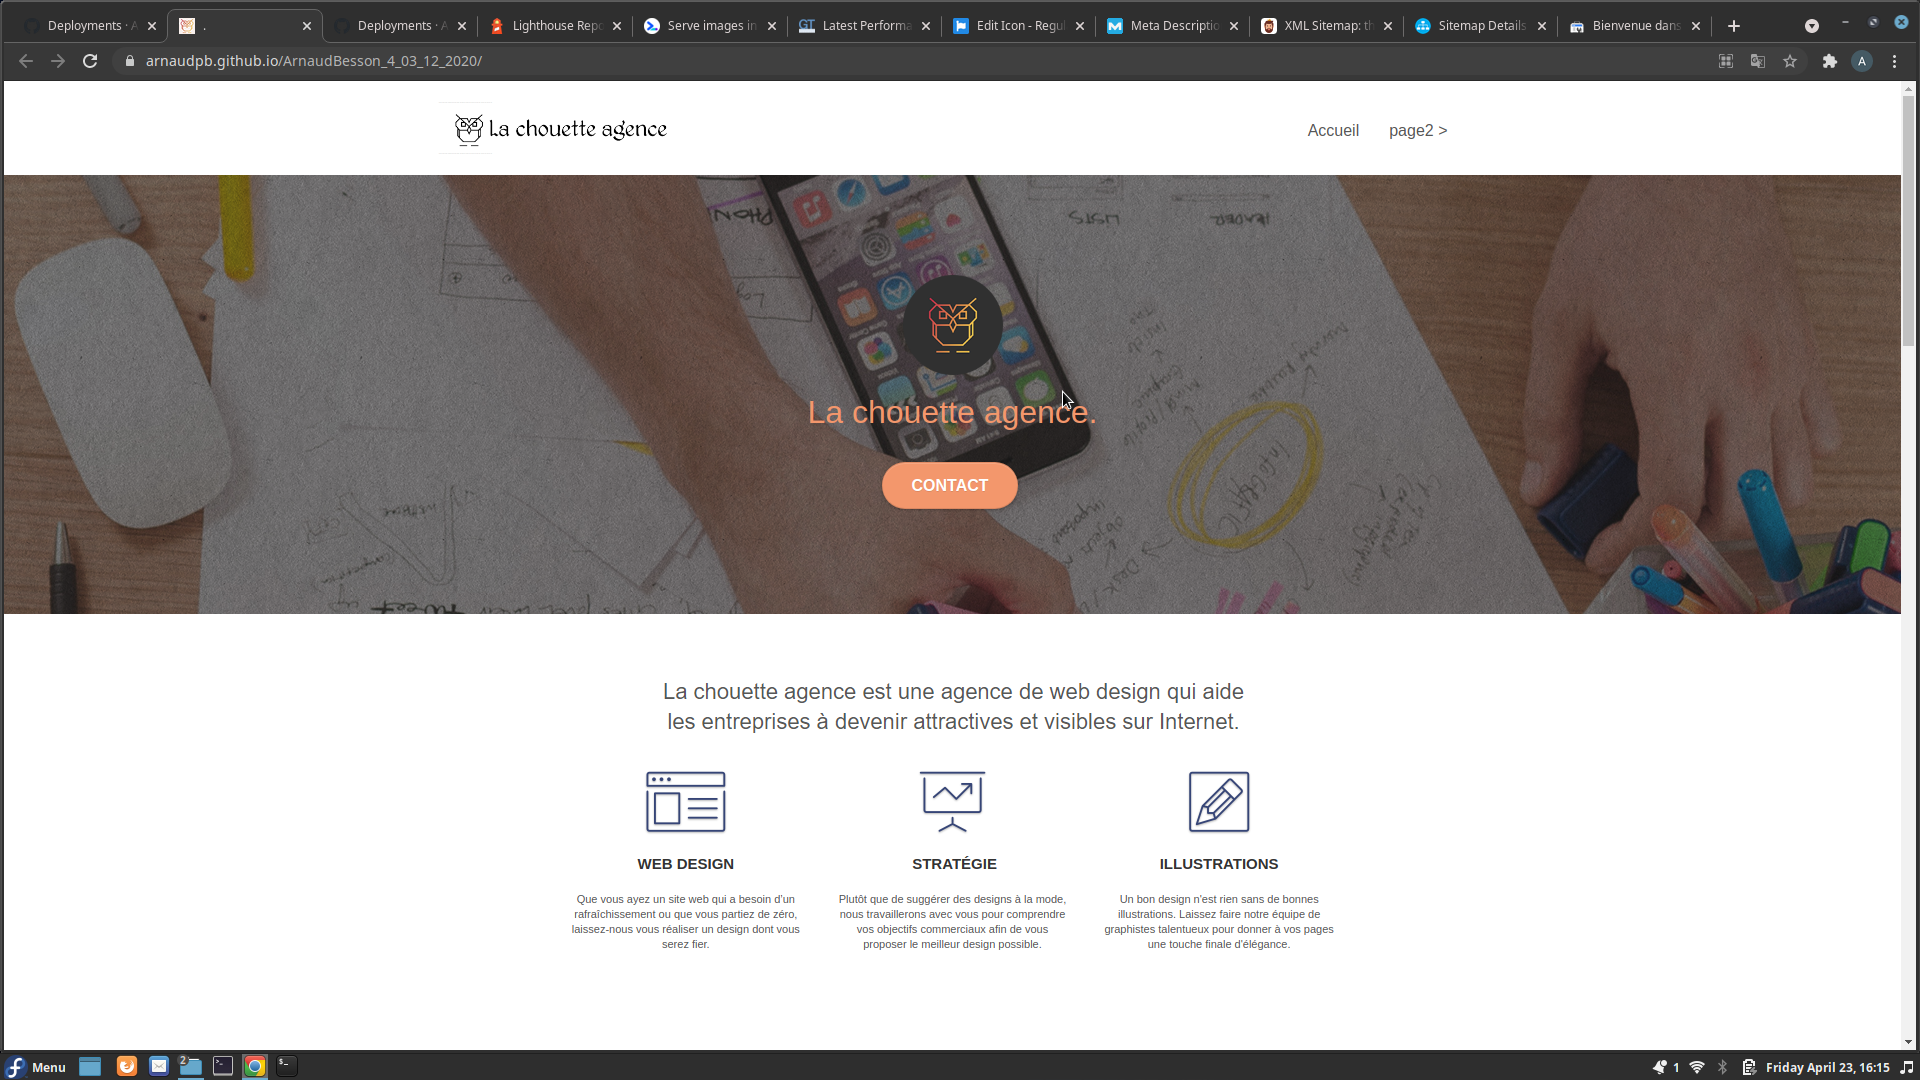 Deployments · A
.
Deployments · A
Lighthouse Repo
Serve images in
Latest Performa
Edit Icon - Regul
Meta Descriptio
XML Sitemap: th
Sitemap Details
Bienvenue dans
arnaudpb.github.io/ArnaudBesson_4_03_12_2020/
A
La chouette agence
Accueil
page2 >
LISTS
HEADER
La chouette agence.
CONTACT
La chouette agence est une agence de web design qui aide
les entreprises à devenir attractives et visibles sur Internet.
WEB DESIGN
Que vous ayez un site web qui a besoin d'un
rafraîchissement ou que vous partiez de zéro,
laissez-nous vous réaliser un design dont vous
serez fier.
STRATÉGIE
Plutôt que de suggérer des designs à la mode,
nous travaillerons avec vous pour comprendre
vos objectifs commerciaux afin de vous
proposer le meilleur design possible.
ILLUSTRATIONS
Un bon design n'est rien sans de bonnes
illustrations. Laissez faire notre équipe de
graphistes talentueux pour donner à vos pages
une touche finale d'élégance.
Menu
2
1
Friday April 23, 16:15